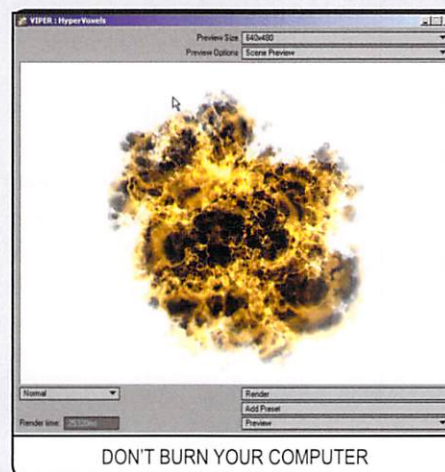 VIPER : HyperVoxels
Preview Size 640x480
Preview Options Scene Preview
Normal
Render
Add Preset
Render time:
Preview
DON'T BURN YOUR COMPUTER